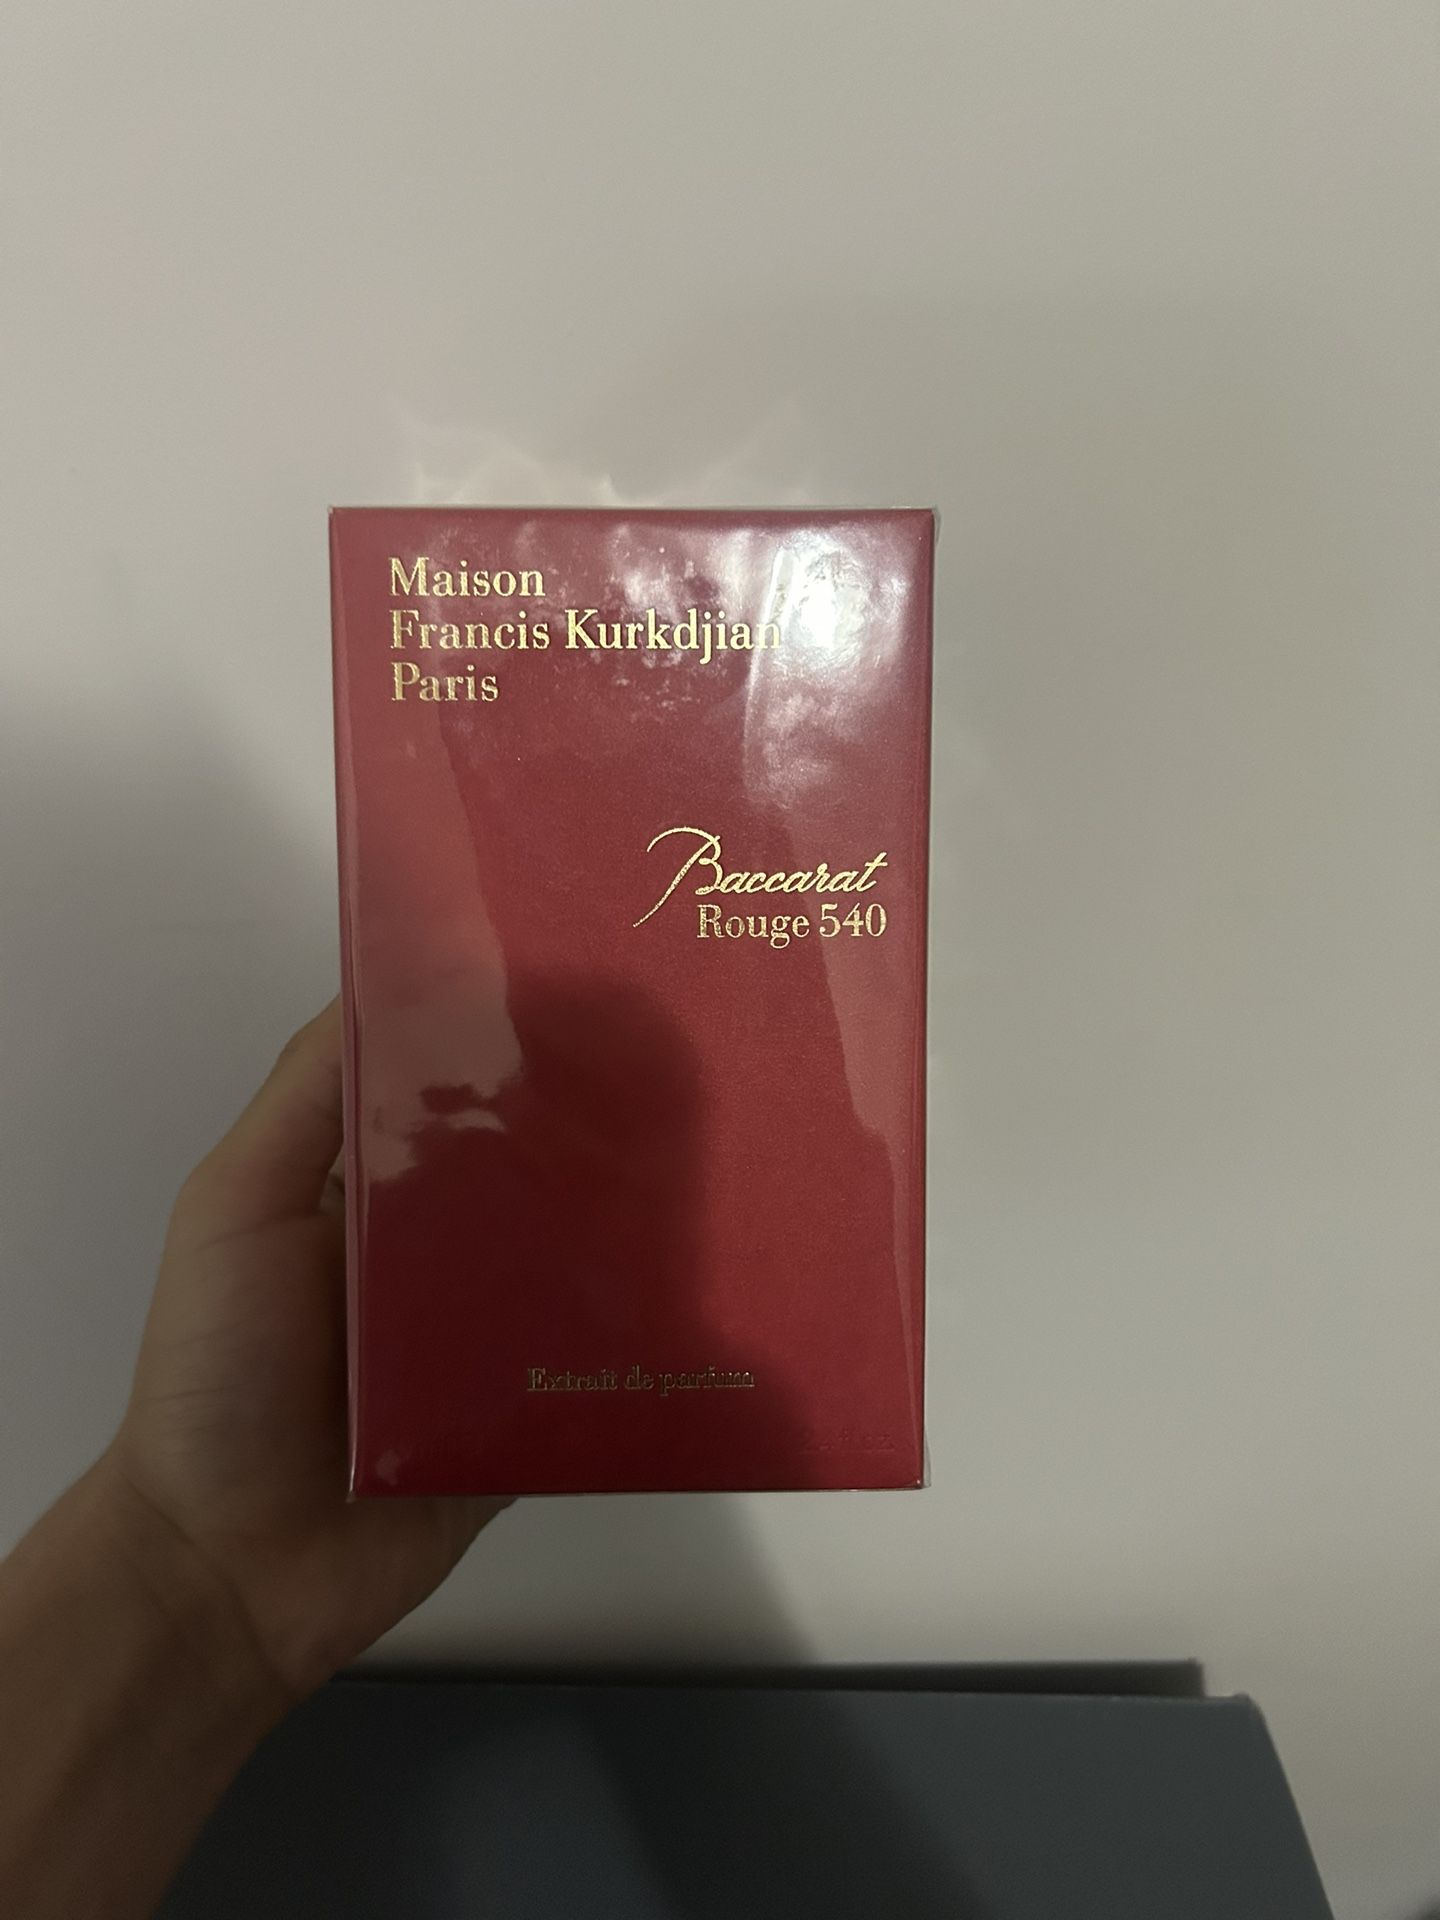 Maison
Francis Kurkdjian
Paris
Baccarat
Rouge 540
Extrait de parfum